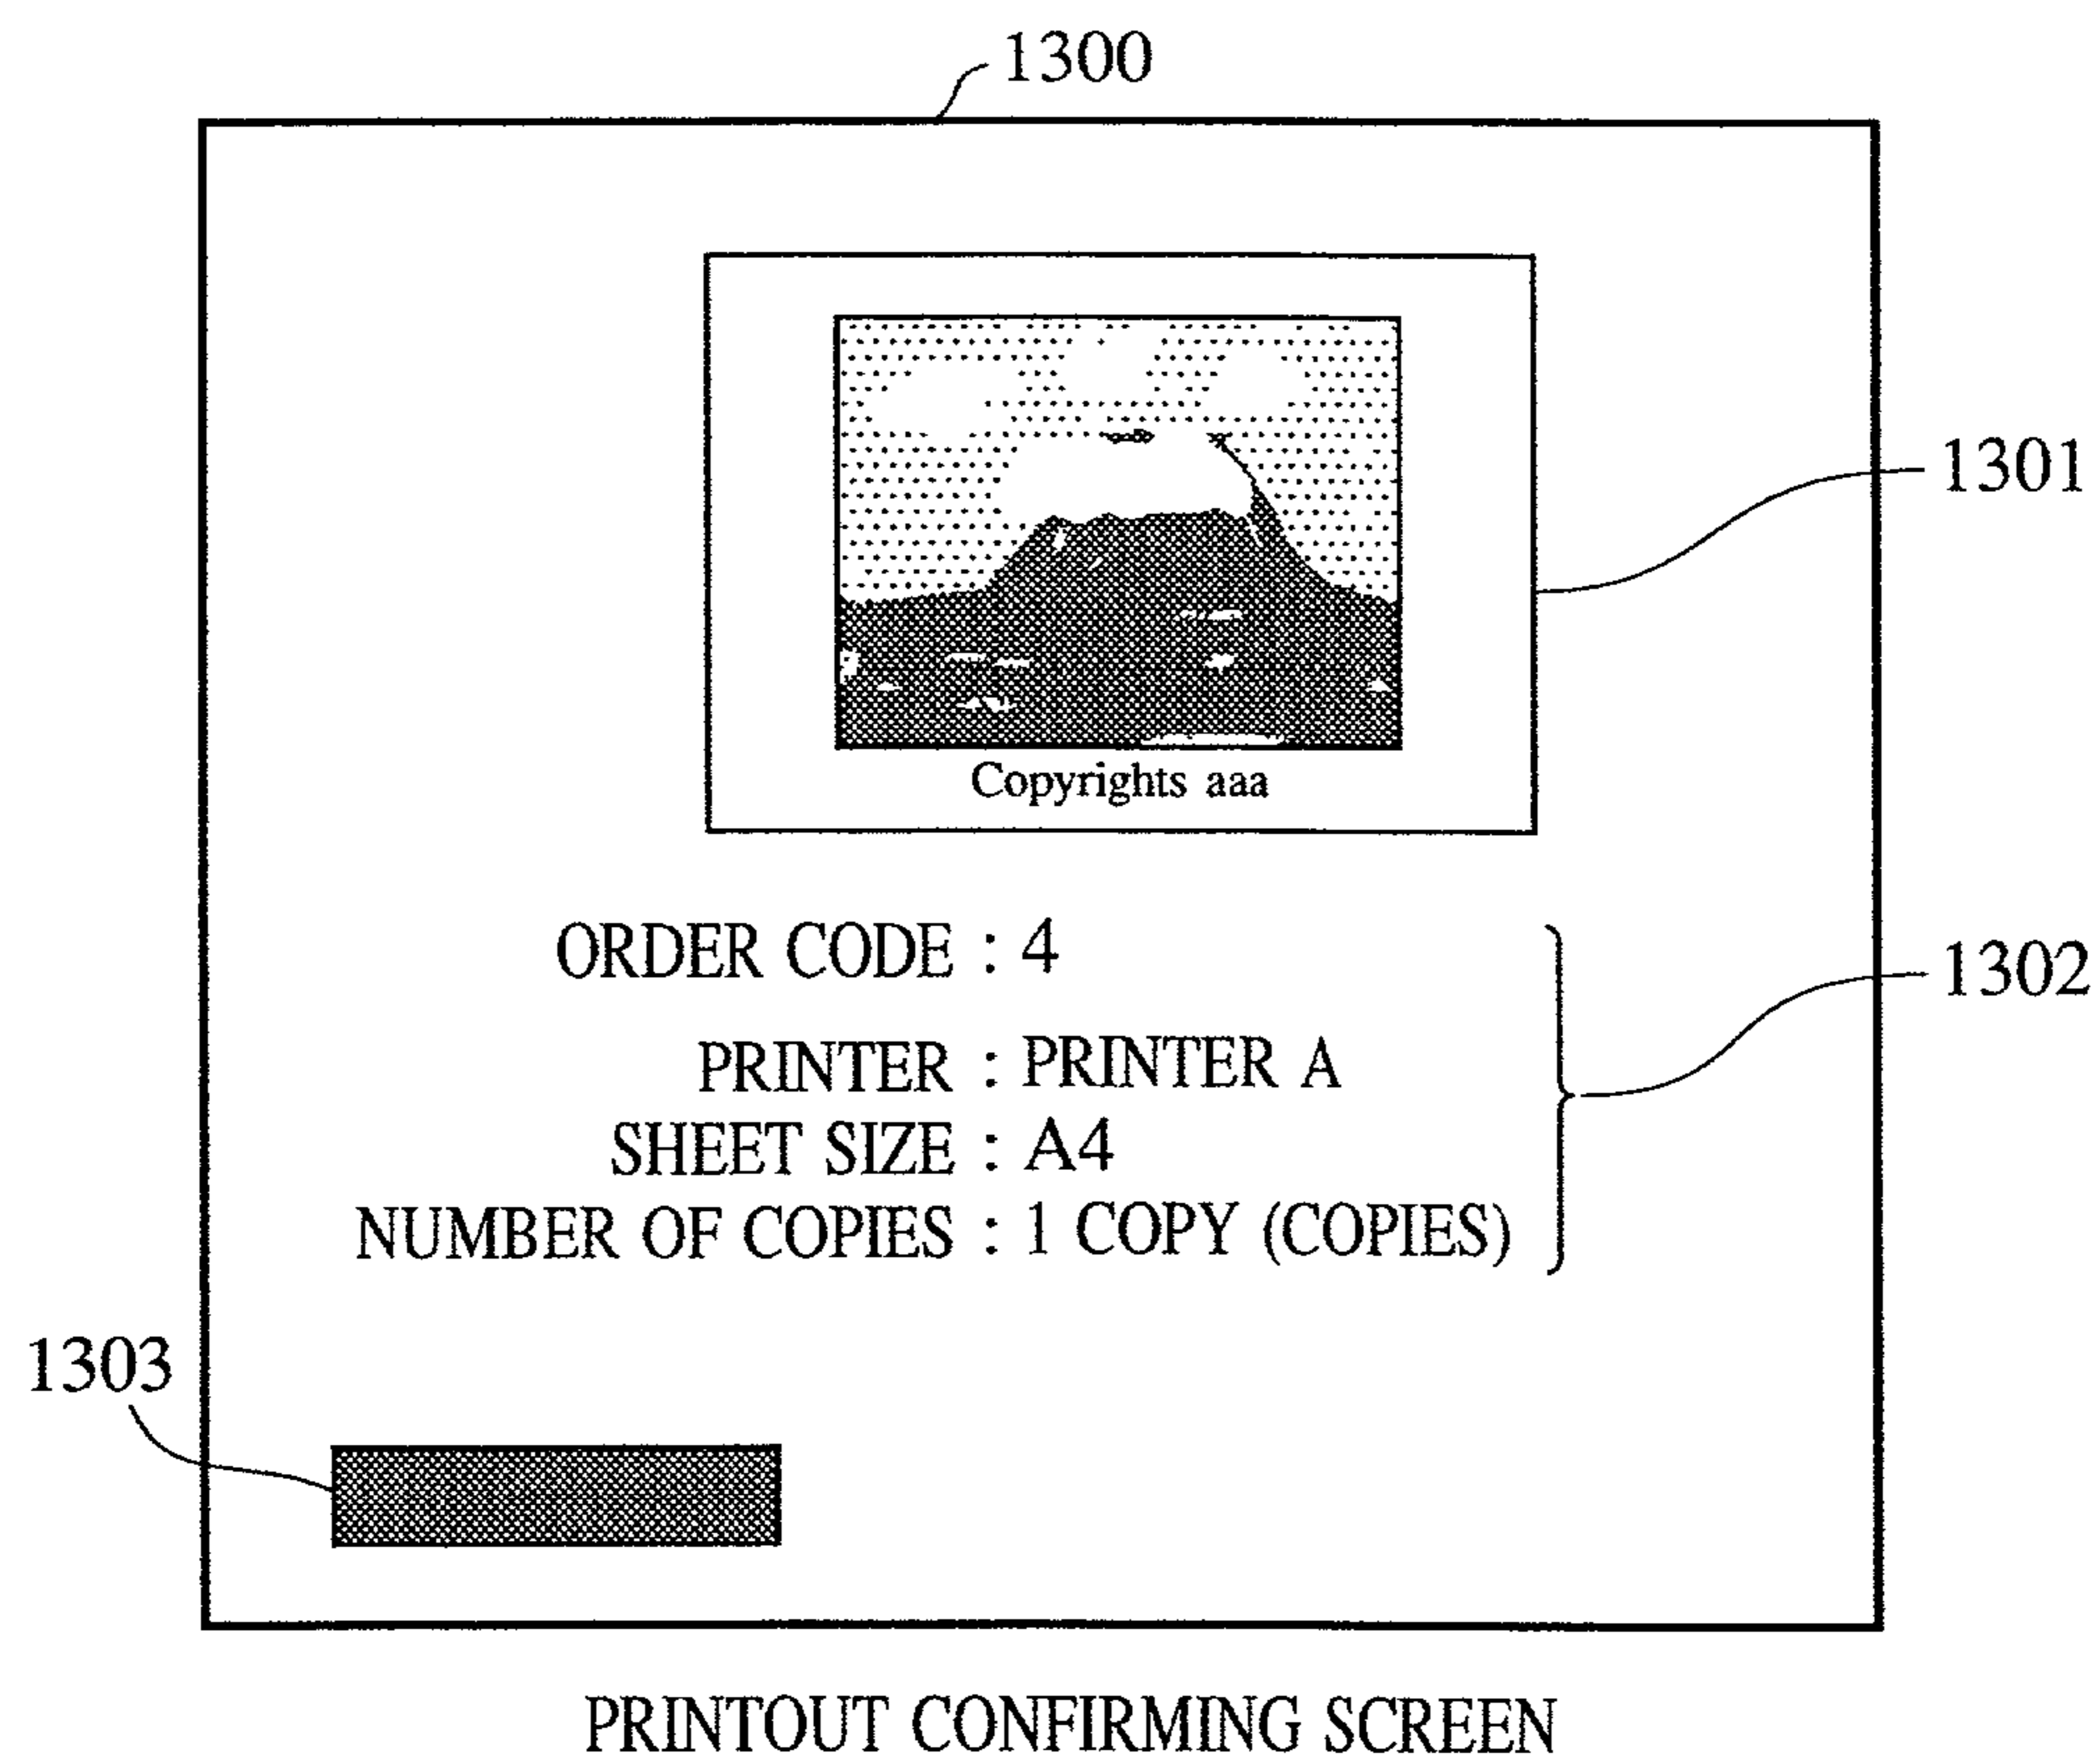 1300
1301
Copyrights aaa
ORDER CODE : 4
1302
PRINTER : PRINTER A
SHEET SIZE : A4
NUMBER OF COPIES : 1 COPY (COPIES)
1303
PRINTOUT CONFIRMING SCREEN